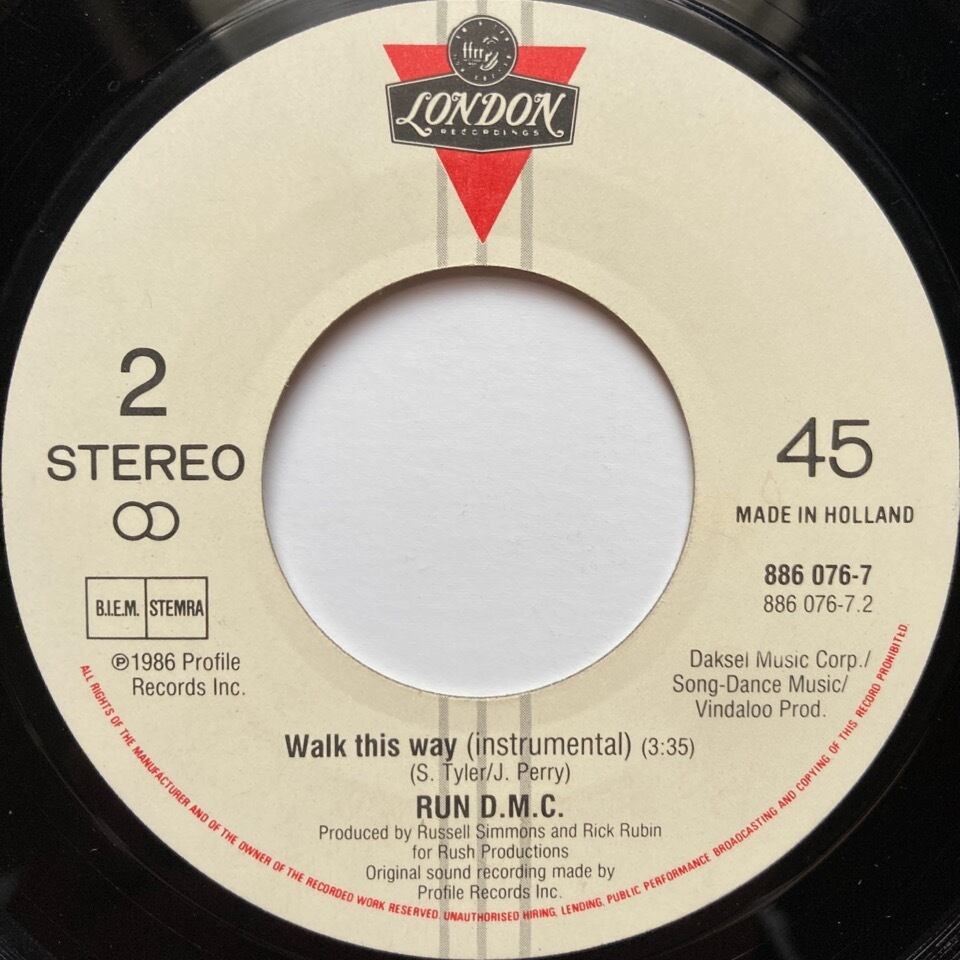 ffrr
LONDON
RECORDINGS
2
STEREO
45
MADE IN HOLLAND
B.I.E.M. STEMRA
886 076-7
886 076-7.2
℗1986 Profile
Records Inc.
Daksel Music Corp./
Song-Dance Music/
Vindaloo Prod.
Walk this way (instrumental) (3:35)
(S. Tyler/J. Perry)
RUN D.M.C.
Produced by Russell Simmons and Rick Rubin
for Rush Productions
Original sound recording made by
Profile Records Inc.
ALL RIGHTS OF THE MANUFACTURER AND OF THE OWNER OF THE RECORDED WORK RESERVED. UNAUTHORISED HIRING, LENDING, PUBLIC PERFORMANCE BROADCASTING AND COPYING OF THIS RECORD PROHIBITED.